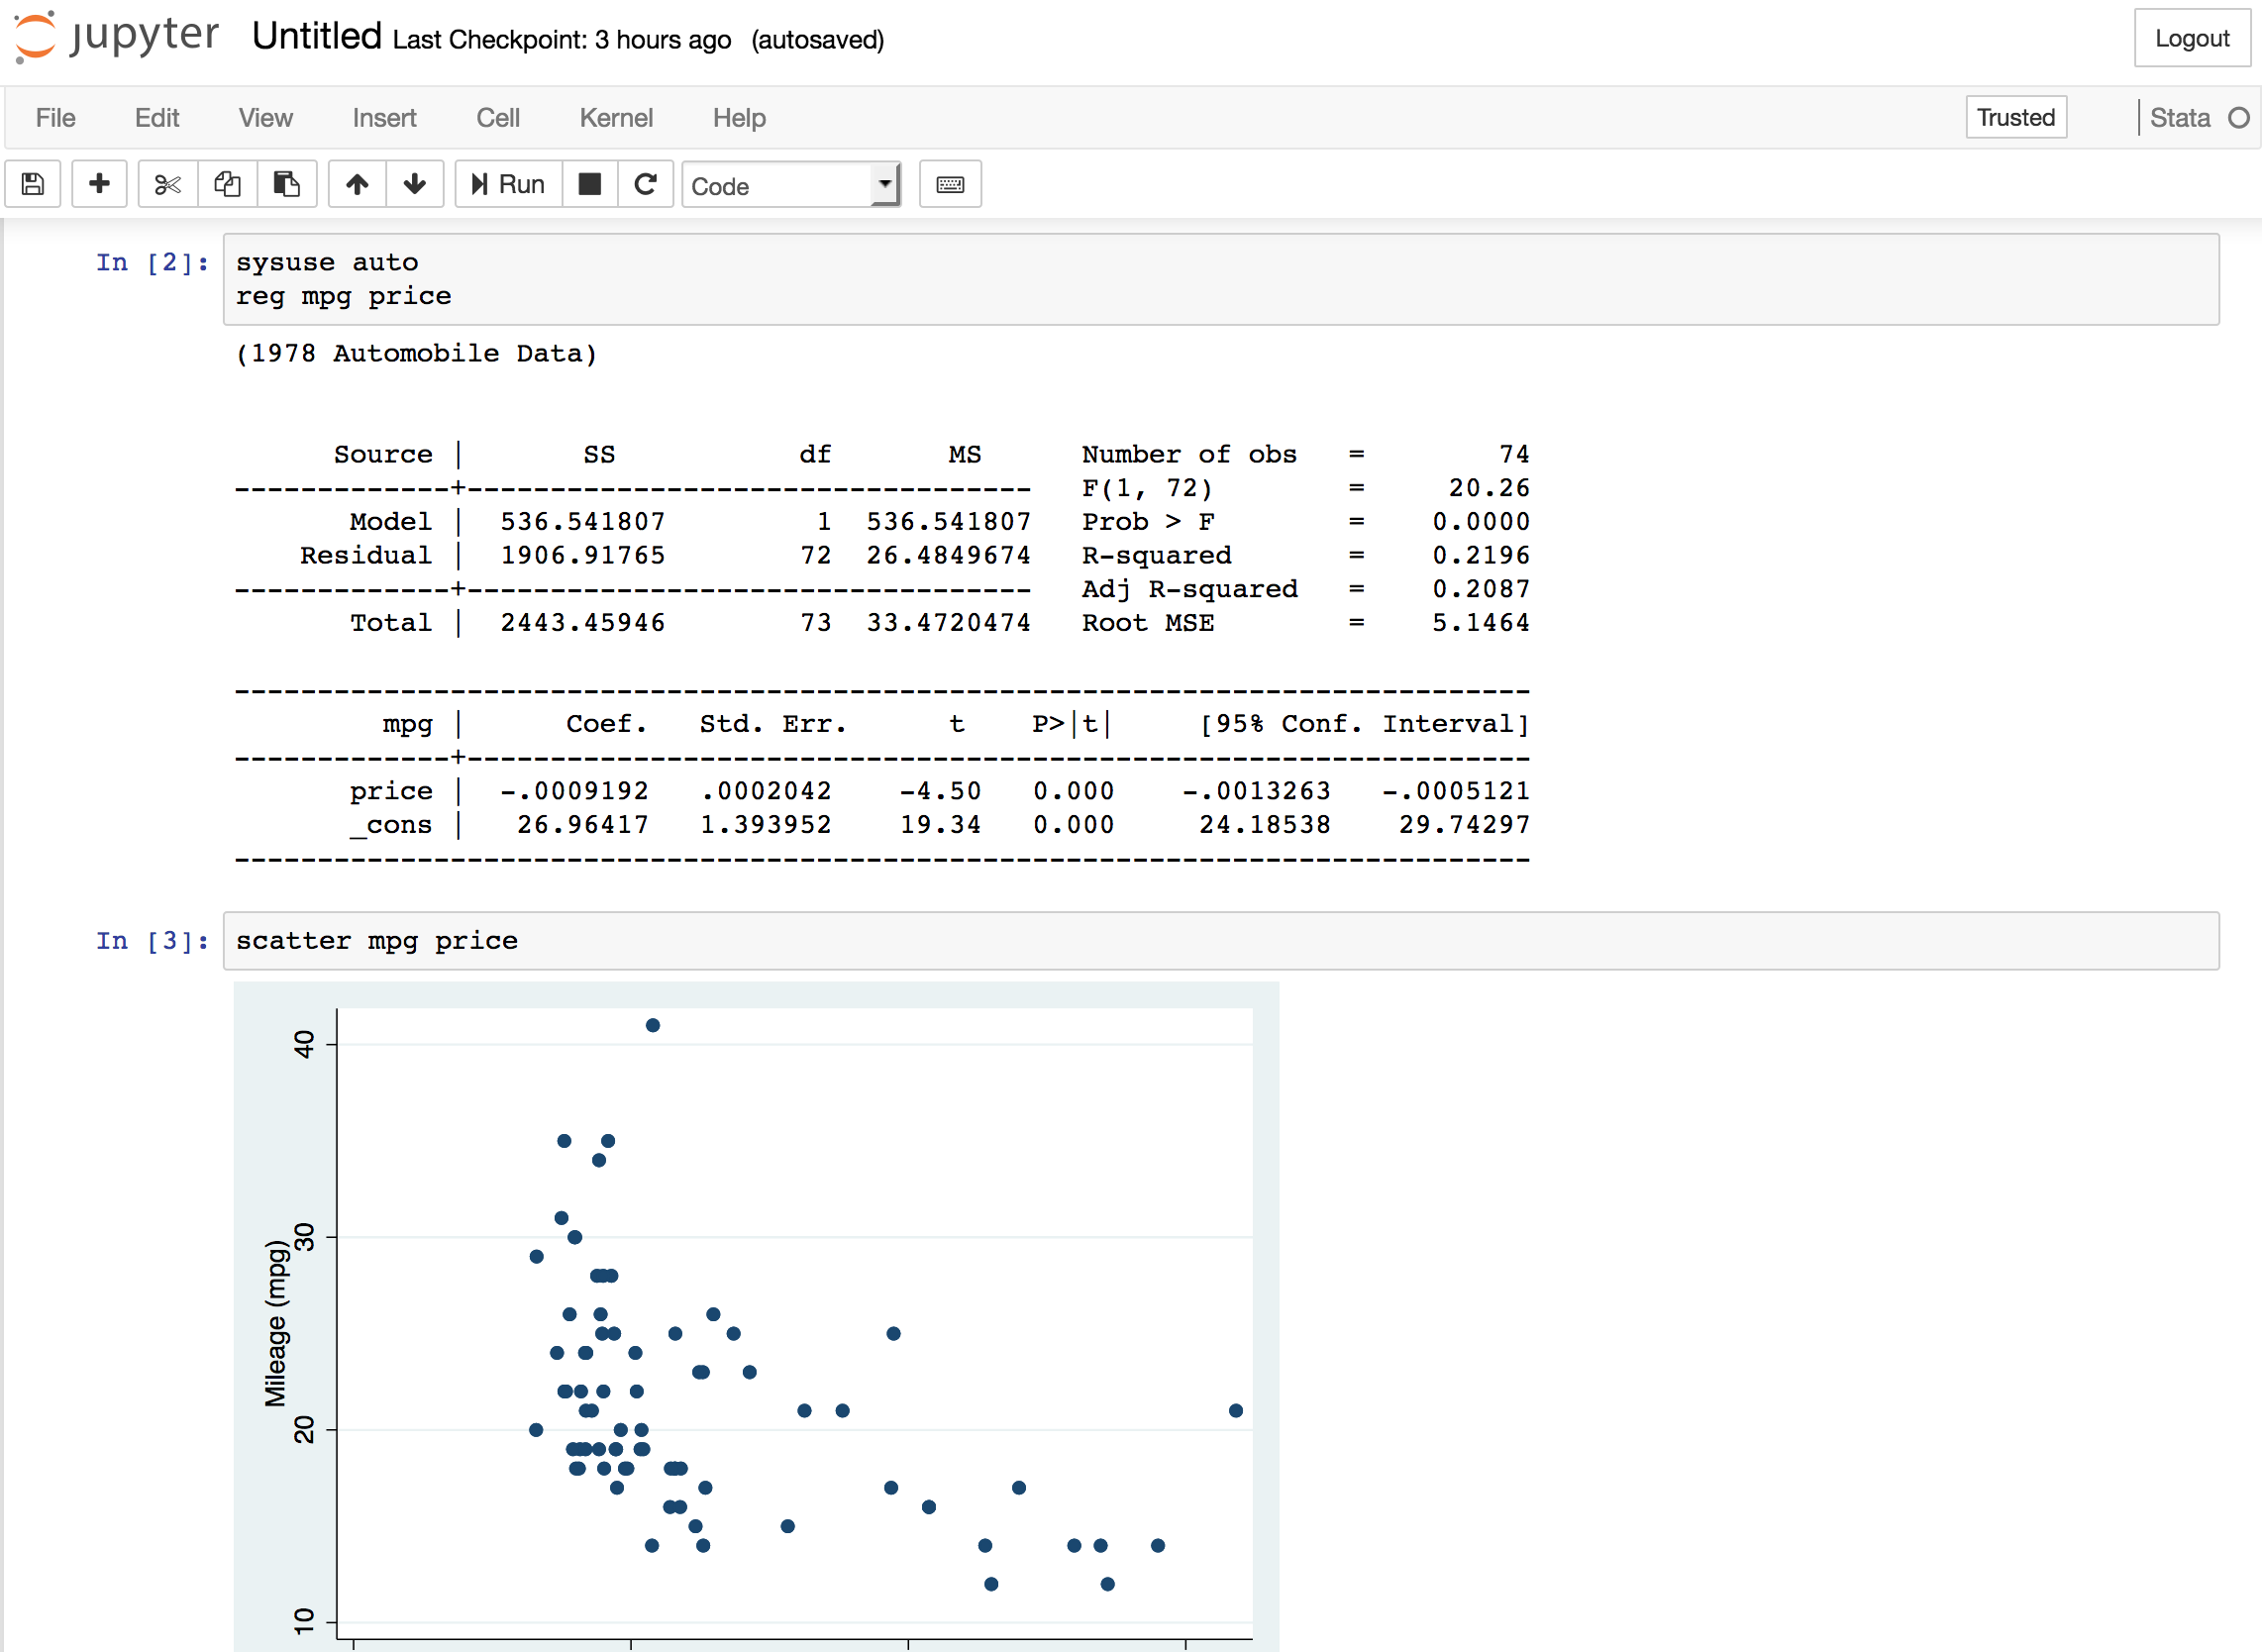 jupyter Untitled Last Checkpoint: 3 hours ago (autosaved) Logout
File Edit View Insert Cell Kernel Help Trusted Stata
Run Code
In [2]: sysuse auto
reg mpg price
(1978 Automobile Data)
Source | SS df MS Number of obs = 74
-------------+---------------------------------- F(1, 72) = 20.26
Model | 536.541807 1 536.541807 Prob > F = 0.0000
Residual | 1906.91765 72 26.4849674 R-squared = 0.2196
-------------+---------------------------------- Adj R-squared = 0.2087
Total | 2443.45946 73 33.4720474 Root MSE = 5.1464
------------------------------------------------------------------------------
mpg | Coef. Std. Err. t P>|t| [95% Conf. Interval]
-------------+----------------------------------------------------------------
price | -.0009192 .0002042 -4.50 0.000 -.0013263 -.0005121
_cons | 26.96417 1.393952 19.34 0.000 24.18538 29.74297
------------------------------------------------------------------------------
In [3]: scatter mpg price
40
30
Mileage (mpg)
20
10